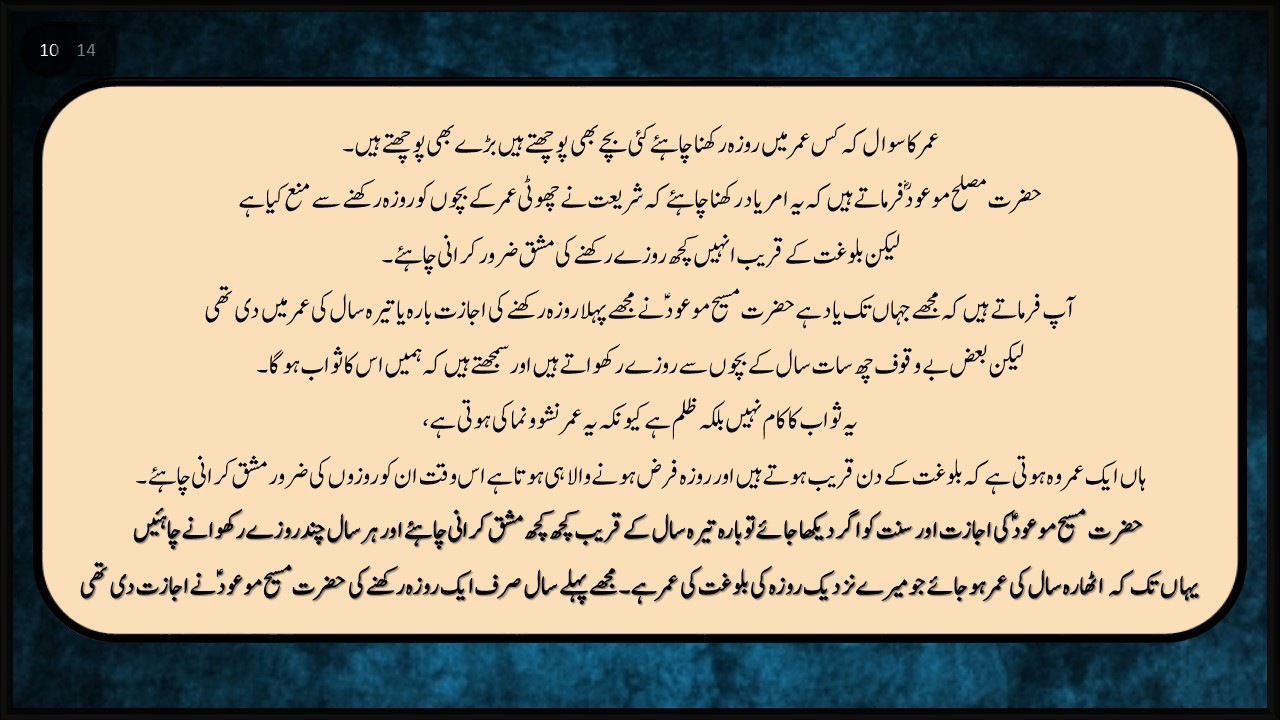 10 14
عمر کا سوال کہ کس عمر میں روزہ رکھنا چاہئے کئی بچے بھی پوچھتے ہیں بڑے بھی پوچھتے ہیں۔
حضرت مصلح موعودؓ فرماتے ہیں کہ یہ امر یاد رکھنا چاہئے کہ شریعت نے چھوٹی عمر کے بچوں کو روزہ رکھنے سے منع کیا ہے
لیکن بلوغت کے قریب انہیں کچھ روزے رکھنے کی مشق ضرور کرانی چاہئے۔
آپ فرماتے ہیں کہ مجھے جہاں تک یاد ہے حضرت مسیح موعودؑ نے مجھے پہلا روزہ رکھنے کی اجازت بارہ یا تیرہ سال کی عمر میں دی تھی
لیکن بعض بے وقوف چھ سات سال کے بچوں سے روزے رکھواتے ہیں اور سمجھتے ہیں کہ ہمیں اس کا ثواب ہو گا۔
یہ ثواب کا کام نہیں بلکہ ظلم ہے کیونکہ یہ عمر نشوونما کی ہوتی ہے،
ہاں ایک عمر وہ ہوتی ہے کہ بلوغت کے دن قریب ہوتے ہیں اور روزہ فرض ہونے والا ہی ہوتا ہے اس وقت ان کو روزوں کی ضرور مشق کرانی چاہئے۔
حضرت مسیح موعودؑ کی اجازت اور سنت کو اگر دیکھا جائے تو بارہ تیرہ سال کے قریب کچھ کچھ مشق کرانی چاہئے اور ہر سال چند روزے رکھوانے چاہئیں
یہاں تک کہ اٹھارہ سال کی عمر ہو جائے جو میرے نزدیک روزہ کی بلوغت کی عمر ہے۔ مجھے پہلے سال صرف ایک روزہ رکھنے کی حضرت مسیح موعودؑ نے اجازت دی تھی